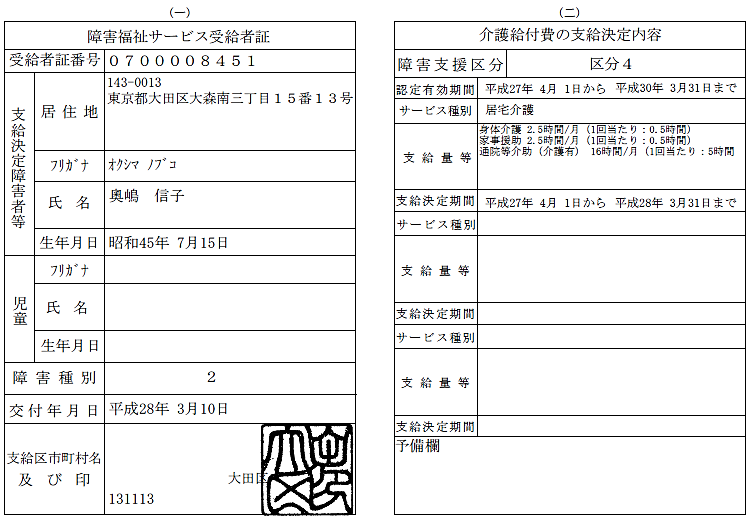 (一)
障害福祉サービス受給者証
受給者証番号 0700008451
支給決定障害者等
居住地
143-0013
東京都大田区大森南三丁目15番13号
フリガナ オクシマ ノブコ
氏名 奥嶋 信子
生年月日 昭和45年 7月15日
児童
フリガナ
氏名
生年月日
障害種別 2
交付年月日 平成28年 3月10日
支給区市町村名
及び印
大田区
131113
(二)
介護給付費の支給決定内容
障害支援区分 区分4
認定有効期間 平成27年 4月 1日から 平成30年 3月31日まで
サービス種別 居宅介護
支給量等
身体介護 2.5時間/月 (1回当たり:0.5時間)
家事援助 2.5時間/月 (1回当たり:0.5時間)
通院等介助(介護有) 16時間/月 (1回当たり:5時間
支給決定期間 平成27年 4月 1日から 平成28年 3月31日まで
サービス種別
支給量等
支給決定期間
サービス種別
支給量等
支給決定期間
予備欄